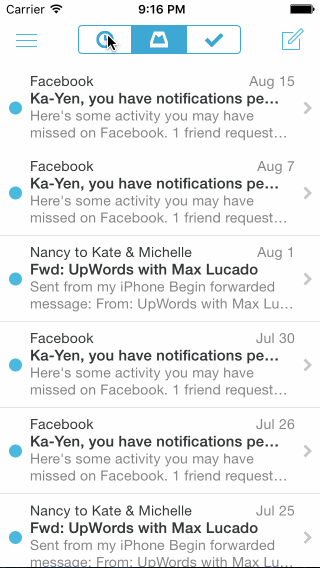 Carrier 9:16 PM
Facebook Aug 15
Ka-Yen, you have notifications pe…
Here's some activity you may have
missed on Facebook. 1 friend request…
Facebook Aug 7
Ka-Yen, you have notifications pe…
Here's some activity you may have
missed on Facebook. 1 friend request…
Nancy to Kate & Michelle Aug 1
Fwd: UpWords with Max Lucado
Sent from my iPhone Begin forwarded
message: From: UpWords with Max Lu…
Facebook Jul 30
Ka-Yen, you have notifications pe…
Here's some activity you may have
missed on Facebook. 1 friend request…
Facebook Jul 26
Ka-Yen, you have notifications pe…
Here's some activity you may have
missed on Facebook. 1 friend request…
Nancy to Kate & Michelle Jul 25
Fwd: UpWords with Max Lucado
Sent from my iPhone Begin forwarded
message: From: UpWords with Max Lu…